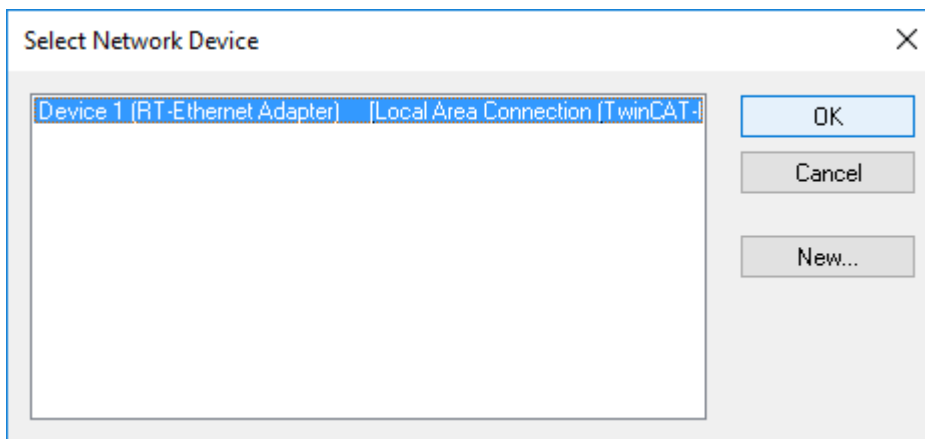 Select Network Device
Device 1 (RT-Ethernet Adapter) [Local Area Connection (TwinCAT-
OK
Cancel
New...